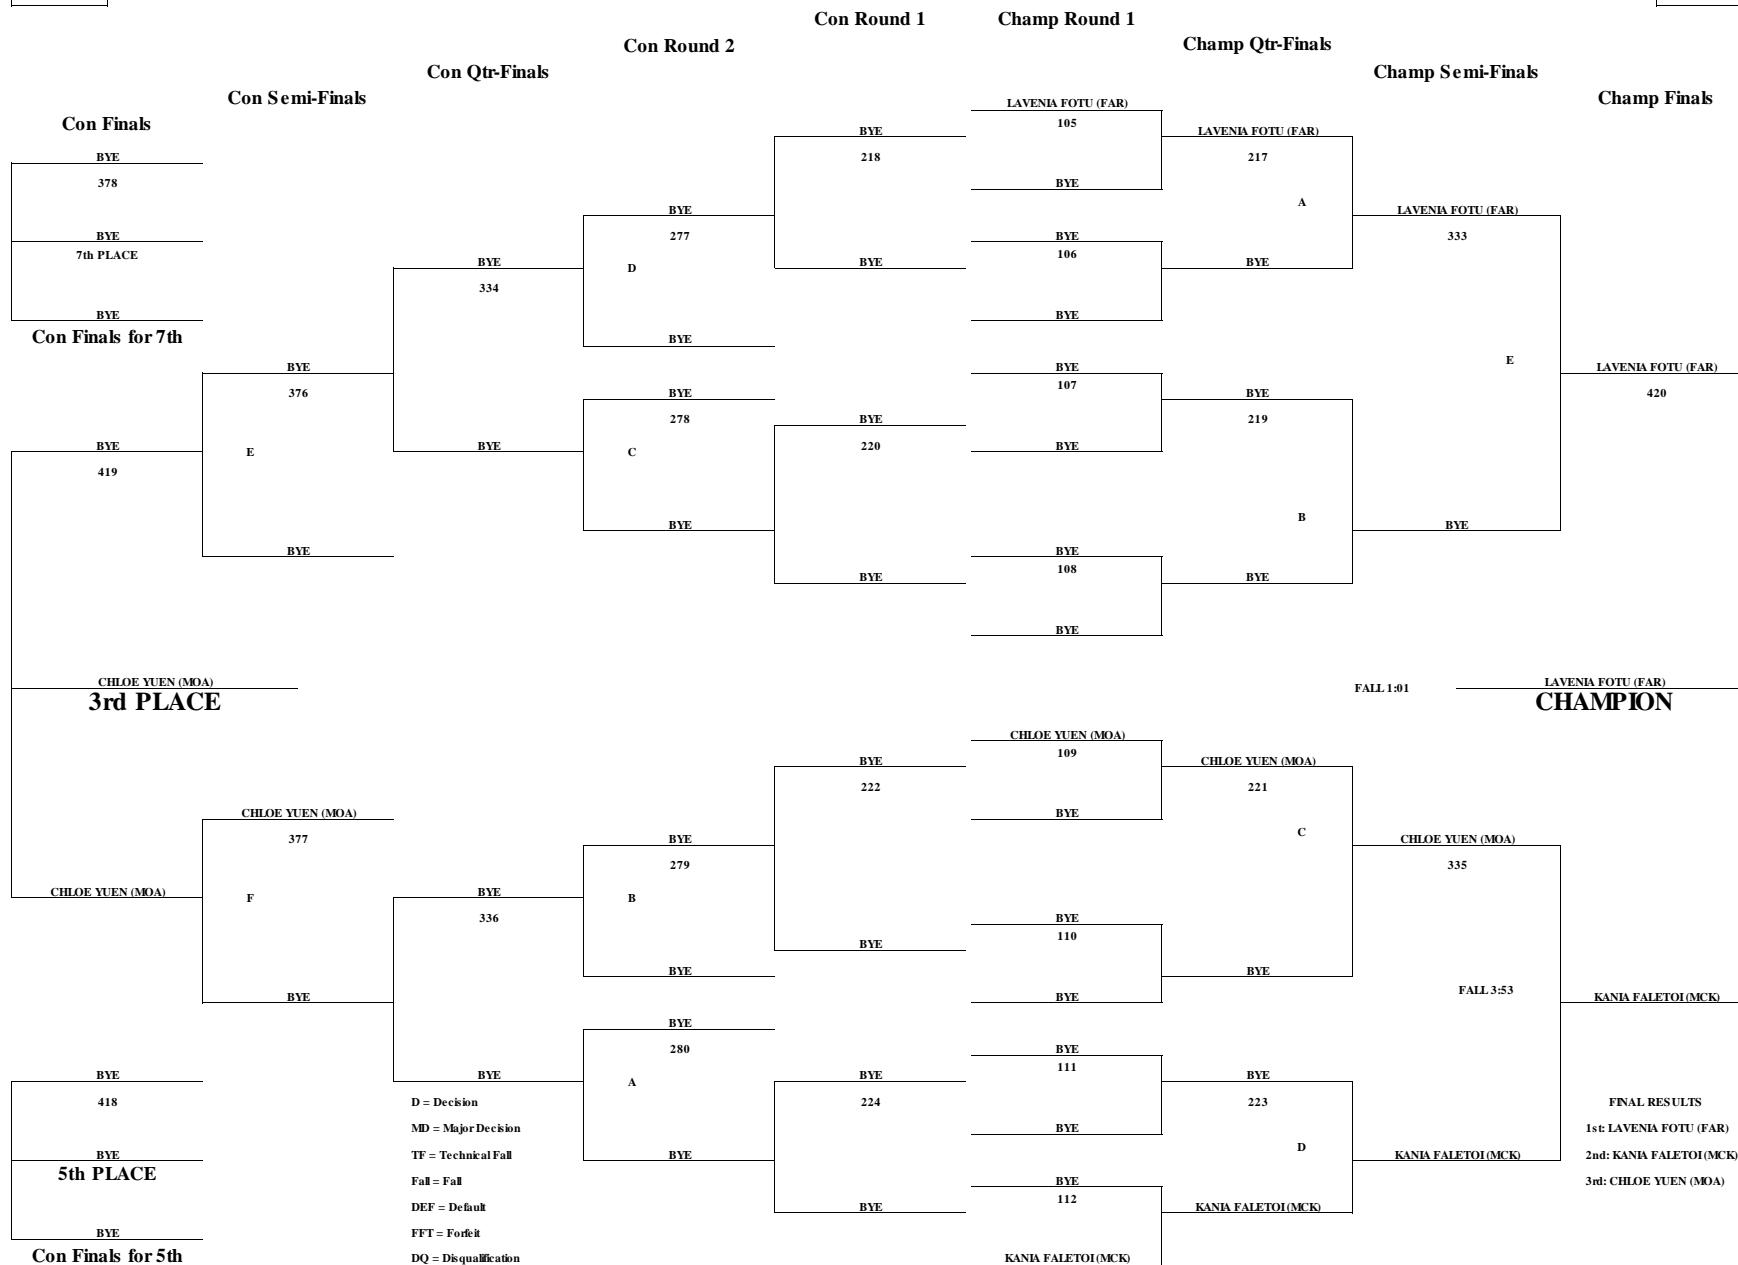 Con Round 1 Champ Round 1
Con Round 2 Champ Qtr-Finals
Con Qtr-Finals Champ Semi-Finals
Con Semi-Finals Champ Finals
LAVENIA FOTU (FAR)
Con Finals 105
BYE LAVENIA FOTU (FAR)
BYE 218 217
378 BYE
A
BYE LAVENIA FOTU (FAR)
BYE 277 BYE 333
7th PLACE 106
BYE D BYE BYE
334
BYE BYE
Con Finals for 7th BYE
E
BYE BYE LAVENIA FOTU (FAR)
107
376 BYE BYE 420
278 BYE 219
BYE E BYE C 220 BYE
419
B
BYE BYE
BYE BYE
108
BYE BYE
BYE
CHLOE YUEN (MOA) FALL 1:01 LAVENIA FOTU (FAR)
3rd PLACE CHAMPION
CHLOE YUEN (MOA)
109
BYE CHLOE YUEN (MOA)
222 221
CHLOE YUEN (MOA) BYE
C
377 BYE CHLOE YUEN (MOA)
279 335
CHLOE YUEN (MOA) F BYE B
336 BYE
110
BYE
BYE BYE
FALL 3:53
BYE BYE KANIA FALETOI (MCK)
BYE
280 BYE
111
BYE BYE A BYE BYE
418 D = Decision 224 223 FINAL RESULTS
MD = Major Decision BYE 1st: LAVENIA FOTU (FAR)
D
BYE TF = Technical Fall BYE KANIA FALETOI (MCK) 2nd: KANIA FALETOI (MCK)
5th PLACE Fall = Fall BYE 3rd: CHLOE YUEN (MOA)
112
DEF = Default BYE KANIA FALETOI (MCK)
BYE FFT = Forfeit
Con Finals for 5th DQ = Disqualification KANIA FALETOI (MCK)